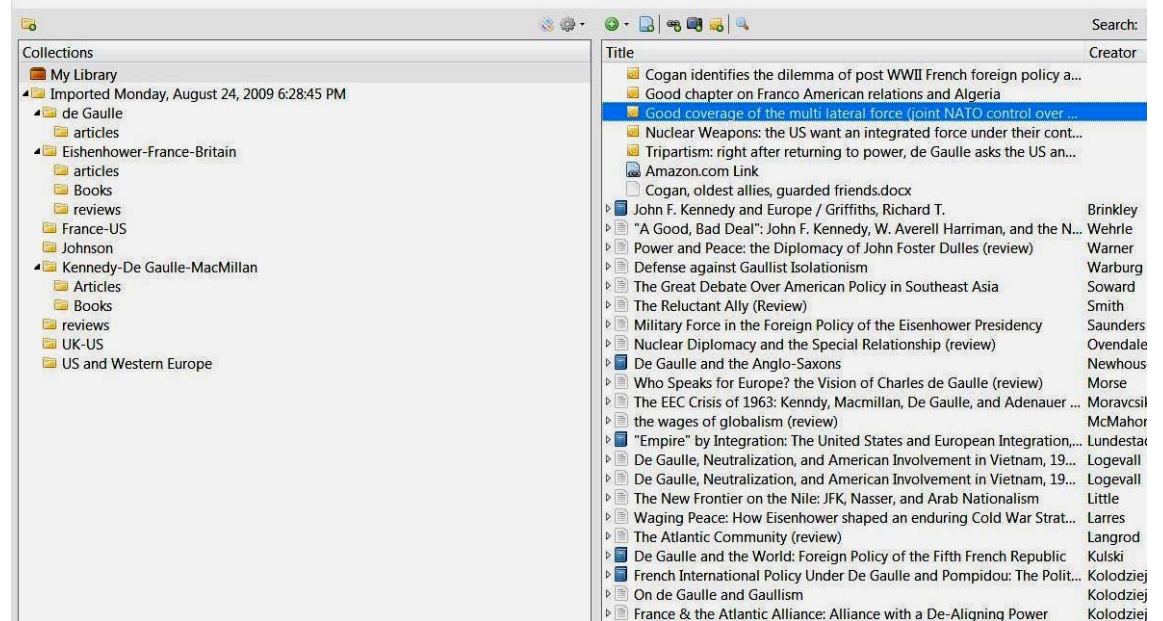 Search:
Collections
My Library
Imported Monday, August 24, 2009 6:28:45 PM
de Gaulle
articles
Eishenhower-France-Britain
articles
Books
reviews
France-US
Johnson
Kennedy-De Gaulle-MacMillan
Articles
Books
reviews
UK-US
US and Western Europe
Title Creator
Cogan identifies the dilemma of post WWII French foreign policy a...
Good chapter on Franco American relations and Algeria
Good coverage of the multi lateral force (joint NATO control over ...
Nuclear Weapons: the US want an integrated force under their cont...
Tripartism: right after returning to power, de Gaulle asks the US an...
Amazon.com Link
Cogan, oldest allies, guarded friends.docx
John F. Kennedy and Europe / Griffiths, Richard T. Brinkley
"A Good, Bad Deal": John F. Kennedy, W. Averell Harriman, and the N... Wehrle
Power and Peace: the Diplomacy of John Foster Dulles (review) Warner
Defense against Gaullist Isolationism Warburg
The Great Debate Over American Policy in Southeast Asia Soward
The Reluctant Ally (Review) Smith
Military Force in the Foreign Policy of the Eisenhower Presidency Saunders
Nuclear Diplomacy and the Special Relationship (review) Ovendale
De Gaulle and the Anglo-Saxons Newhous
Who Speaks for Europe? the Vision of Charles de Gaulle (review) Morse
The EEC Crisis of 1963: Kenndy, Macmillan, De Gaulle, and Adenauer ... Moravcsil
the wages of globalism (review) McMahor
"Empire" by Integration: The United States and European Integration,... Lundestad
De Gaulle, Neutralization, and American Involvement in Vietnam, 19... Logevall
De Gaulle, Neutralization, and American Involvement in Vietnam, 19... Logevall
The New Frontier on the Nile: JFK, Nasser, and Arab Nationalism Little
Waging Peace: How Eisenhower shaped an enduring Cold War Strat... Larres
The Atlantic Community (review) Langrod
De Gaulle and the World: Foreign Policy of the Fifth French Republic Kulski
French International Policy Under De Gaulle and Pompidou: The Polit... Kolodziej
On de Gaulle and Gaullism Kolodziej
France & the Atlantic Alliance: Alliance with a De-Aligning Power Kolodziej